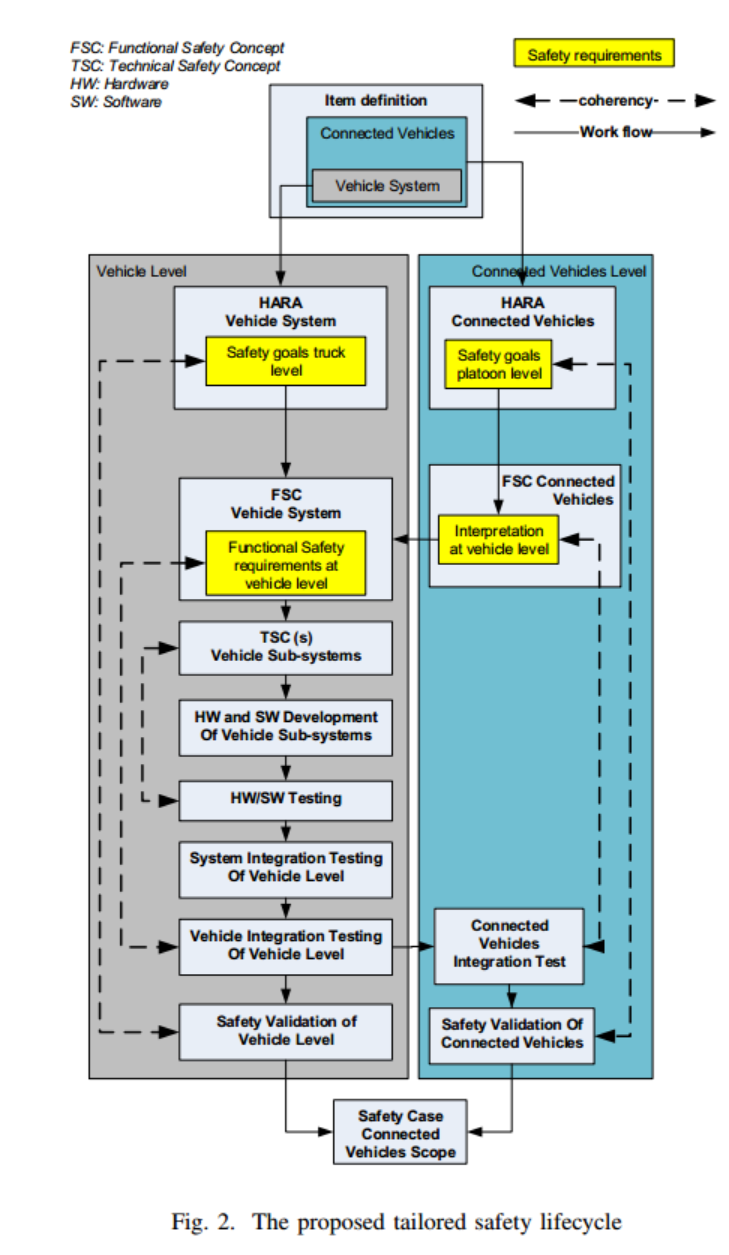 FSC: Functional Safety Concept
TSC: Technical Safety Concept
HW: Hardware
SW: Software
Safety requirements
coherency
Work flow
Item definition
Connected Vehicles
Vehicle System
Vehicle Level
HARA
Vehicle System
Safety goals truck
level
FSC
Vehicle System
Functional Safety
requirements at
vehicle level
TSC (s)
Vehicle Sub-systems
HW and SW Development
Of Vehicle Sub-systems
HW/SW Testing
System Integration Testing
Of Vehicle Level
Vehicle Integration Testing
Of Vehicle Level
Safety Validation of
Vehicle Level
Connected Vehicles Level
HARA
Connected Vehicles
Safety goals
platoon level
FSC Connected
Vehicles
Interpretation
at vehicle level
Connected
Vehicles
Integration Test
Safety Validation Of
Connected Vehicles
Safety Case
Connected
Vehicles Scope
Fig. 2. The proposed tailored safety lifecycle